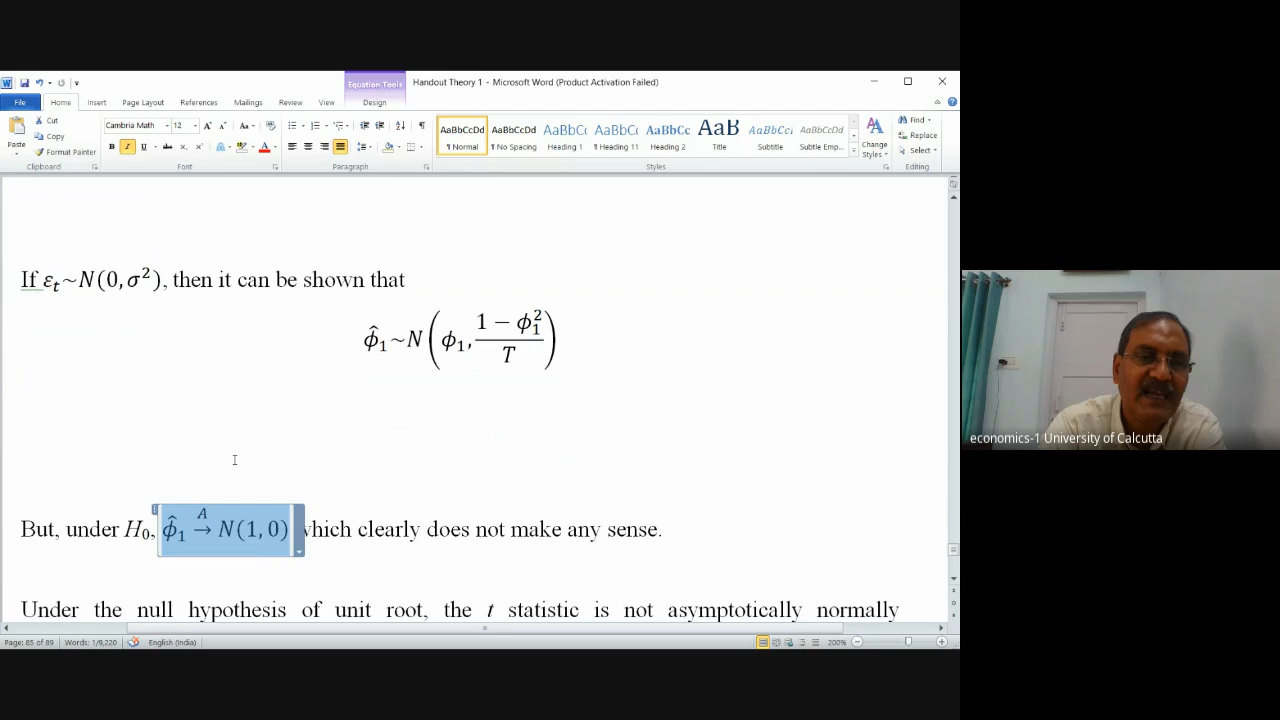 Equation Tools
Handout Theory 1 - Microsoft Word (Product Activation Failed)
File Home Insert Page Layout References Mailings Review View Design
Paste
Cut
Copy
Format Painter
Cambria Math 12
AaBbCcDd AaBbCcDd AaBbC AaBbCc AaBbCc AaB AaBbCcI AaBbCcDd
¶ Normal ¶ No Spacing Heading 1 ¶ Heading 11 Heading 2 Title Subtitle Subtle Emp...
Change Styles
Find
Replace
Select
Clipboard Font Paragraph Styles Editing
If εₜ~N(0, σ²), then it can be shown that
ϕ̂₁~N(ϕ₁, (1 − ϕ₁²)/T)
But, under H₀, ϕ̂₁ →ᴬ N(1, 0) which clearly does not make any sense.
Under the null hypothesis of unit root, the t statistic is not asymptotically normally
Page: 85 of 89 Words: 1/9,220 English (India) 200%
economics-1 University of Calcutta